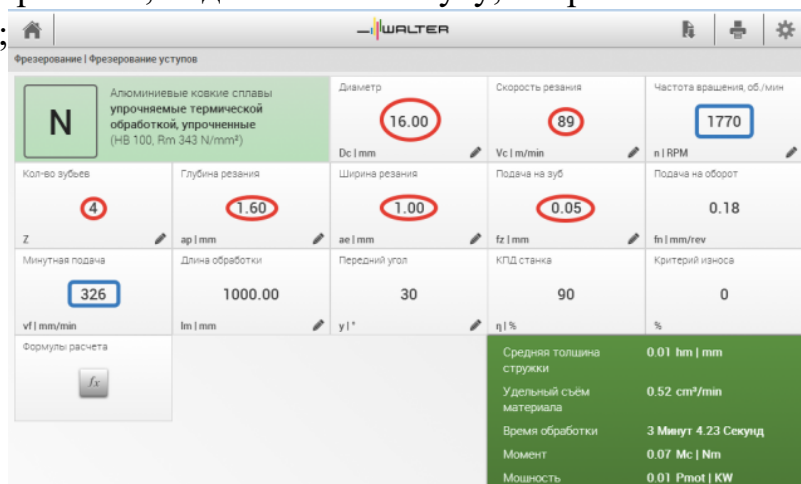 ;
WALTER
Фрезерование | Фрезерование уступов
N
Алюминиевые ковкие сплавы
упрочняемые термической
обработкой, упрочненные
(HB 100, Rm 343 N/mm²)
Диаметр
16.00
Dc | mm
Скорость резания
89
Vc | m/min
Частота вращения, об./мин
1770
n | RPM
Кол-во зубьев
4
Z
Глубина резания
1.60
ap | mm
Ширина резания
1.00
ae | mm
Подача на зуб
0.05
fz | mm
Подача на оборот
0.18
fn | mm/rev
Минутная подача
326
vf | mm/min
Длина обработки
1000.00
lm | mm
Передний угол
30
γ | °
КПД станка
90
η | %
Критерий износа
0
%
Формулы расчета
fx
Средняя толщина
стружки
0.01 hm | mm
Удельный съём
материала
0.52 cm³/min
Время обработки
3 Минут 4.23 Секунд
Момент
0.07 Mc | Nm
Мощность
0.01 Pmot | KW